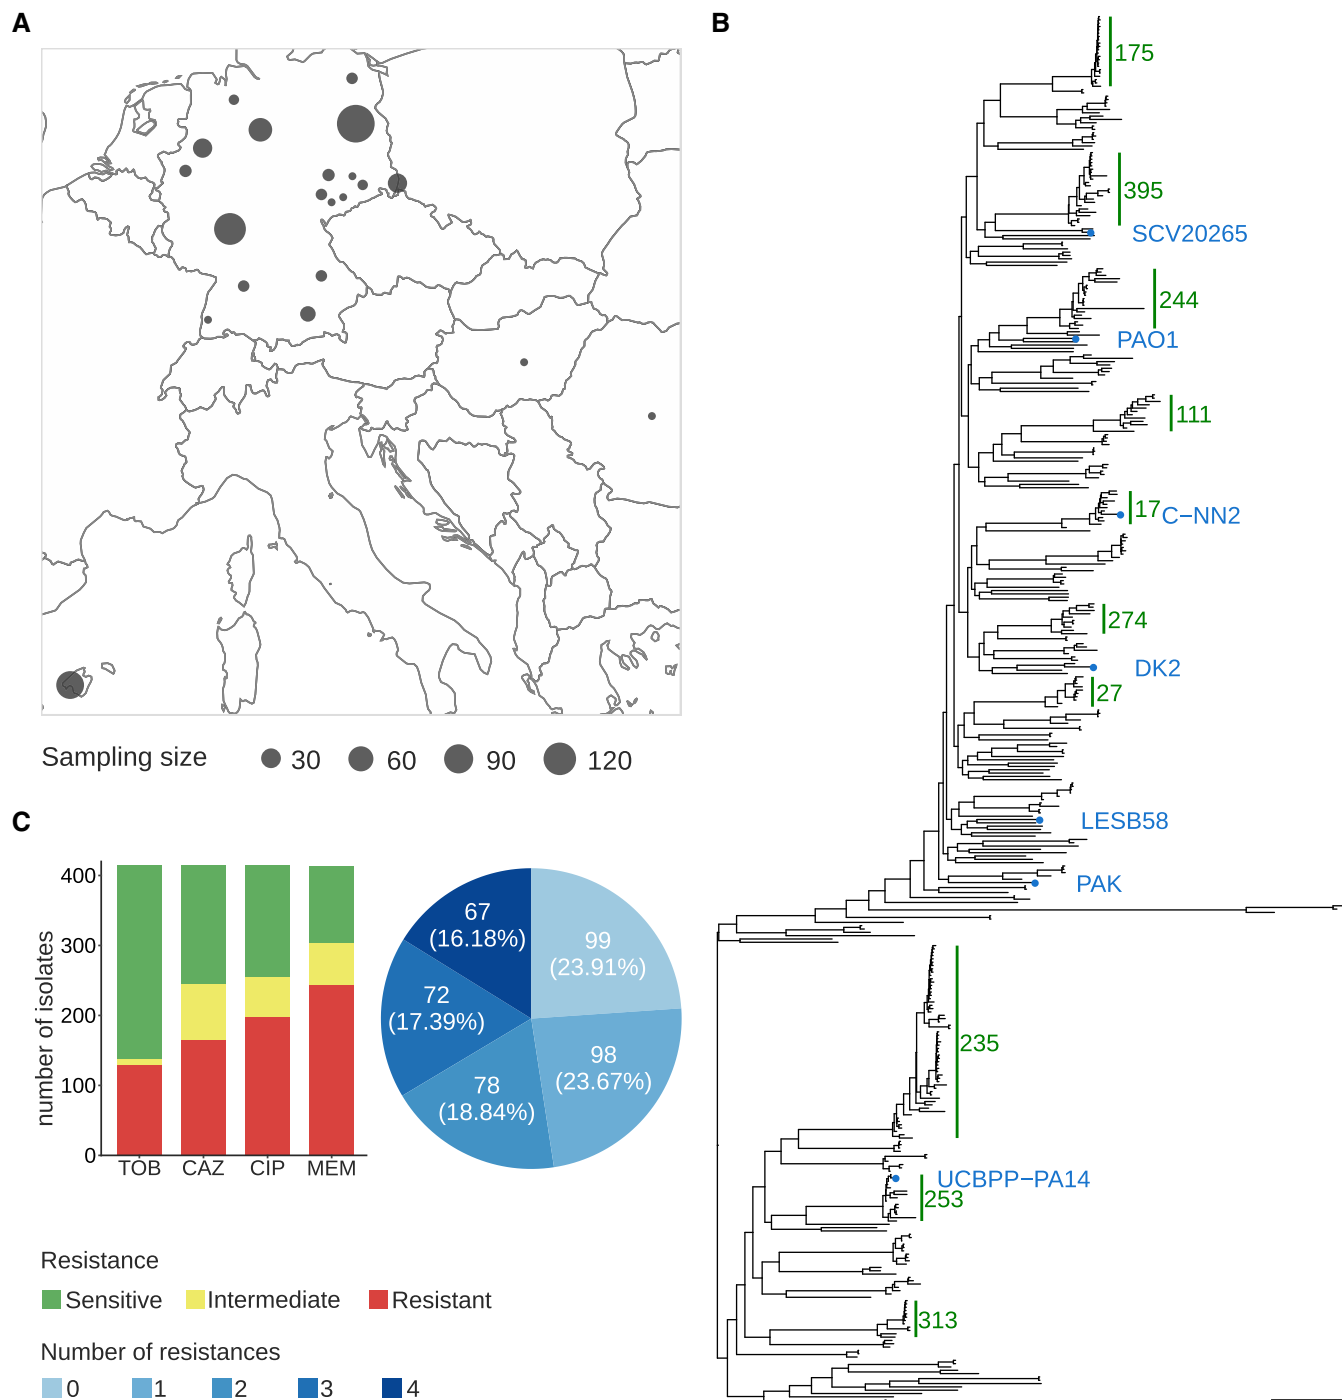 A
Sampling size
30
60
90
120
B
175
395
SCV20265
244
PAO1
111
17
C−NN2
274
DK2
27
LESB58
PAK
235
UCBPP−PA14
253
313
C
number of isolates
400
300
200
100
0
TOB CAZ CIP MEM
67
(16.18%)
99
(23.91%)
72
(17.39%)
98
(23.67%)
78
(18.84%)
Resistance
Sensitive Intermediate Resistant
Number of resistances
0 1 2 3 4